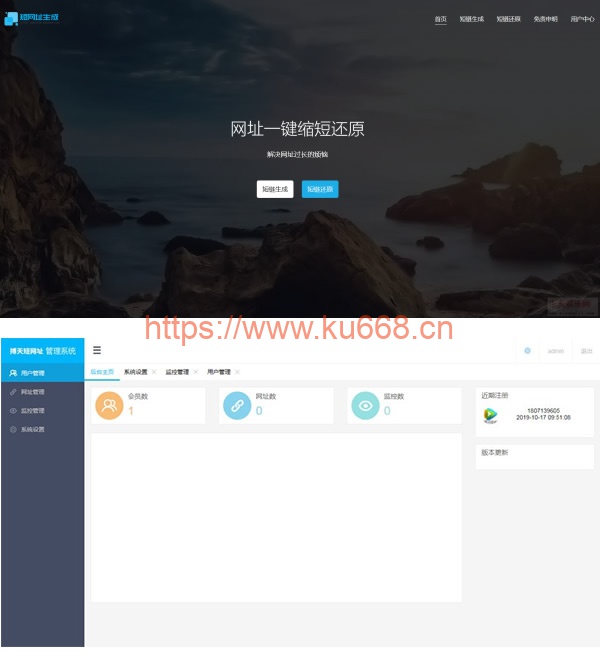 短网址生成
首页 短链生成 短链还原 免责申明 用户中心
网址一键缩短还原
解决网址过长的烦恼
短链生成 短链还原
https://www.ku668.cn
博天短网址 管理系统
admin 退出
用户管理
网址管理
监控管理
系统设置
后台主页 系统设置 监控管理 用户管理
会员数
1
网址数
0
监控数
0
近期注册
1807139605
2019-10-17 09:51:08
版本更新